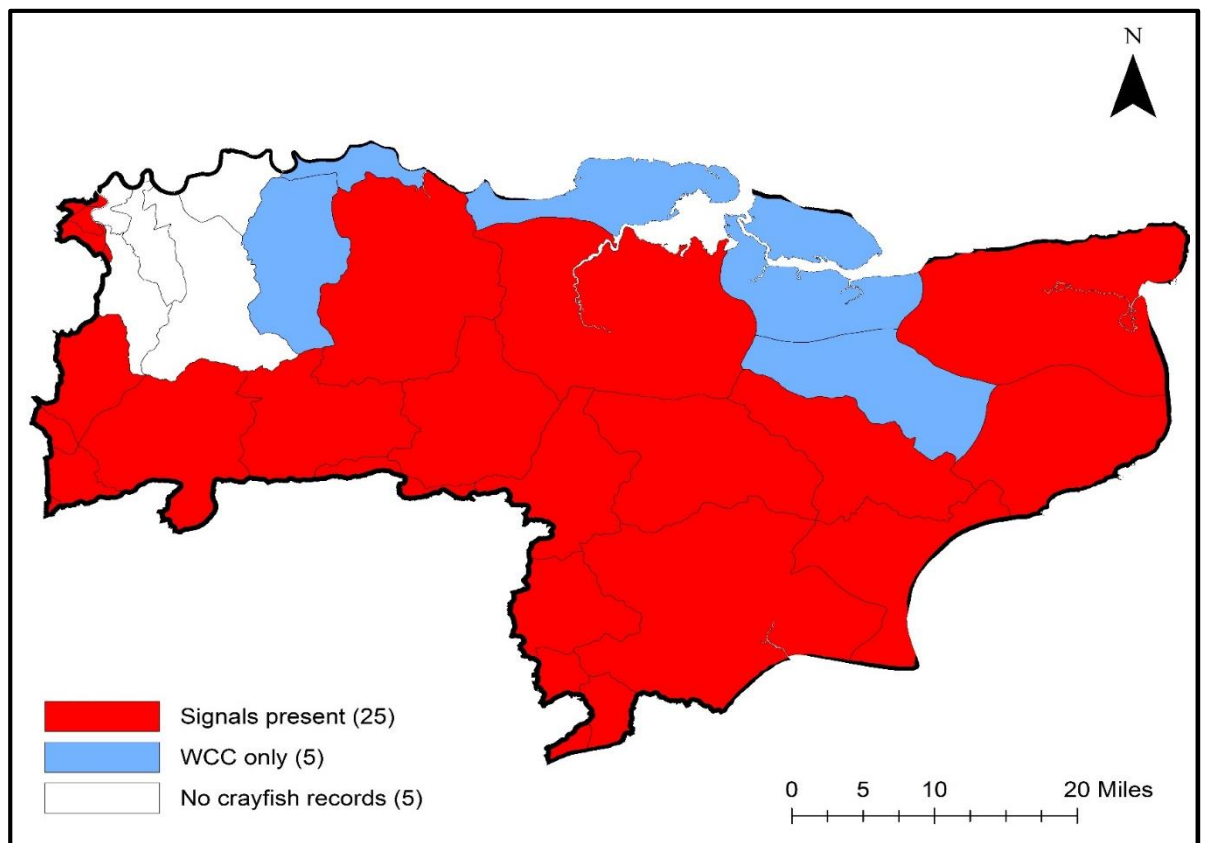 N
Signals present (25)
WCC only (5)
No crayfish records (5)
0 5 10 20 Miles